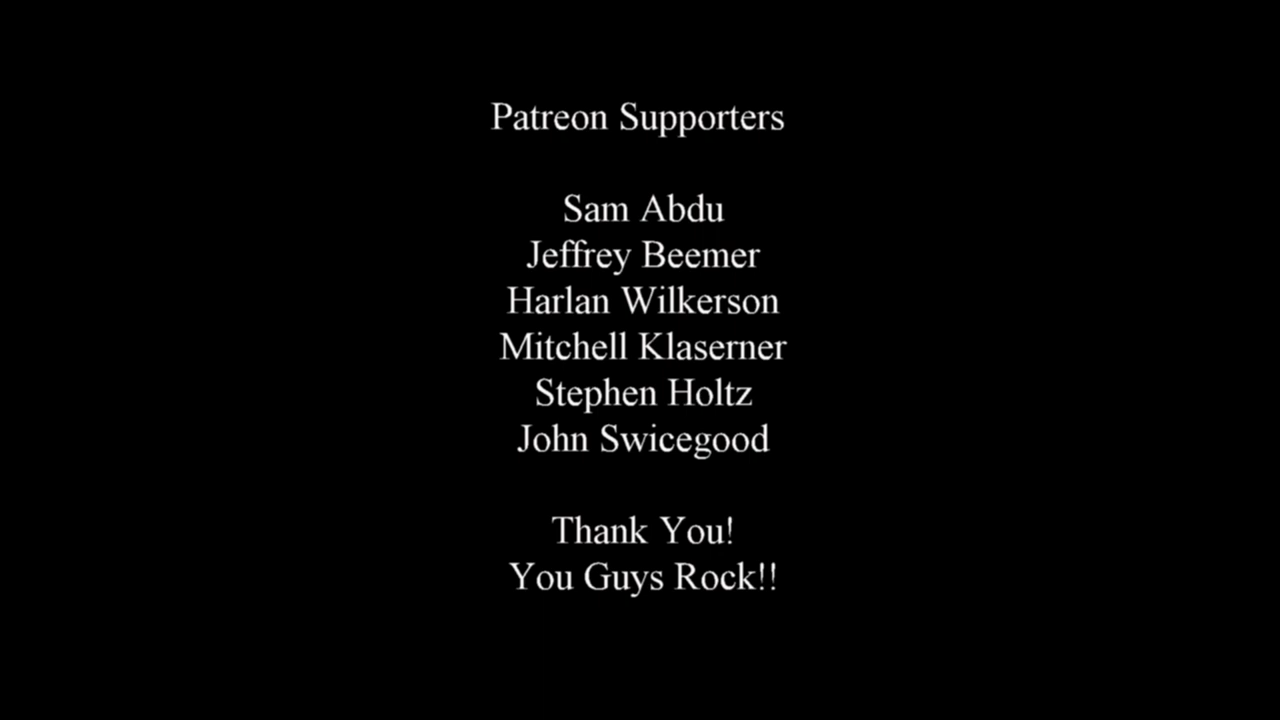 Patreon Supporters
Sam Abdu
Jeffrey Beemer
Harlan Wilkerson
Mitchell Klaserner
Stephen Holtz
John Swicegood
Thank You!
You Guys Rock!!